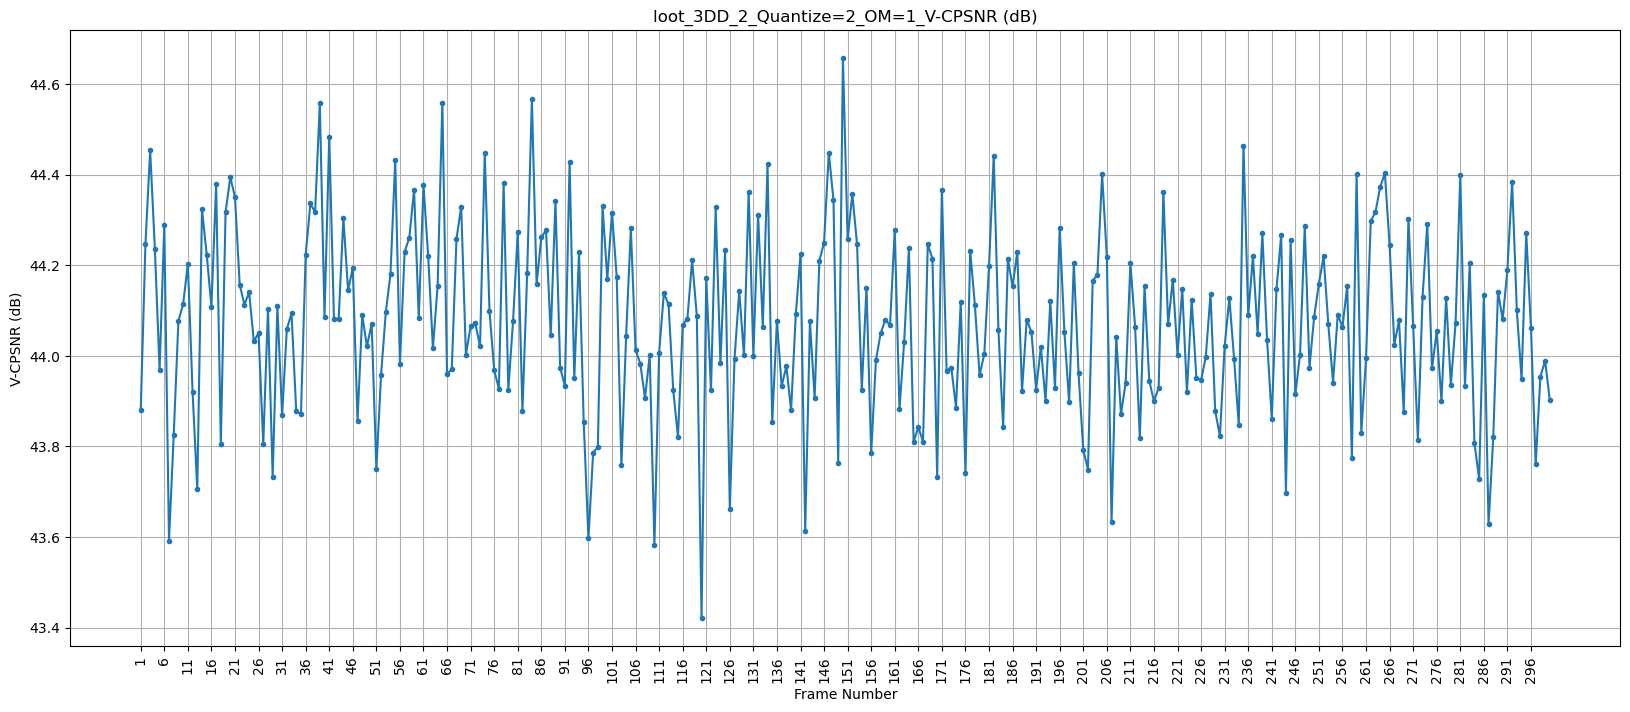 loot_3DD_2_Quantize=2_OM=1_V-CPSNR (dB)
V-CPSNR (dB)
44.6
44.4
44.2
44.0
43.8
43.6
43.4
1 6 11 16 21 26 31 36 41 46 51 56 61 66 71 76 81 86 91 96 101 106 111 116 121 126 131 136 141 146 151 156 161 166 171 176 181 186 191 196 201 206 211 216 221 226 231 236 241 246 251 256 261 266 271 276 281 286 291 296
Frame Number